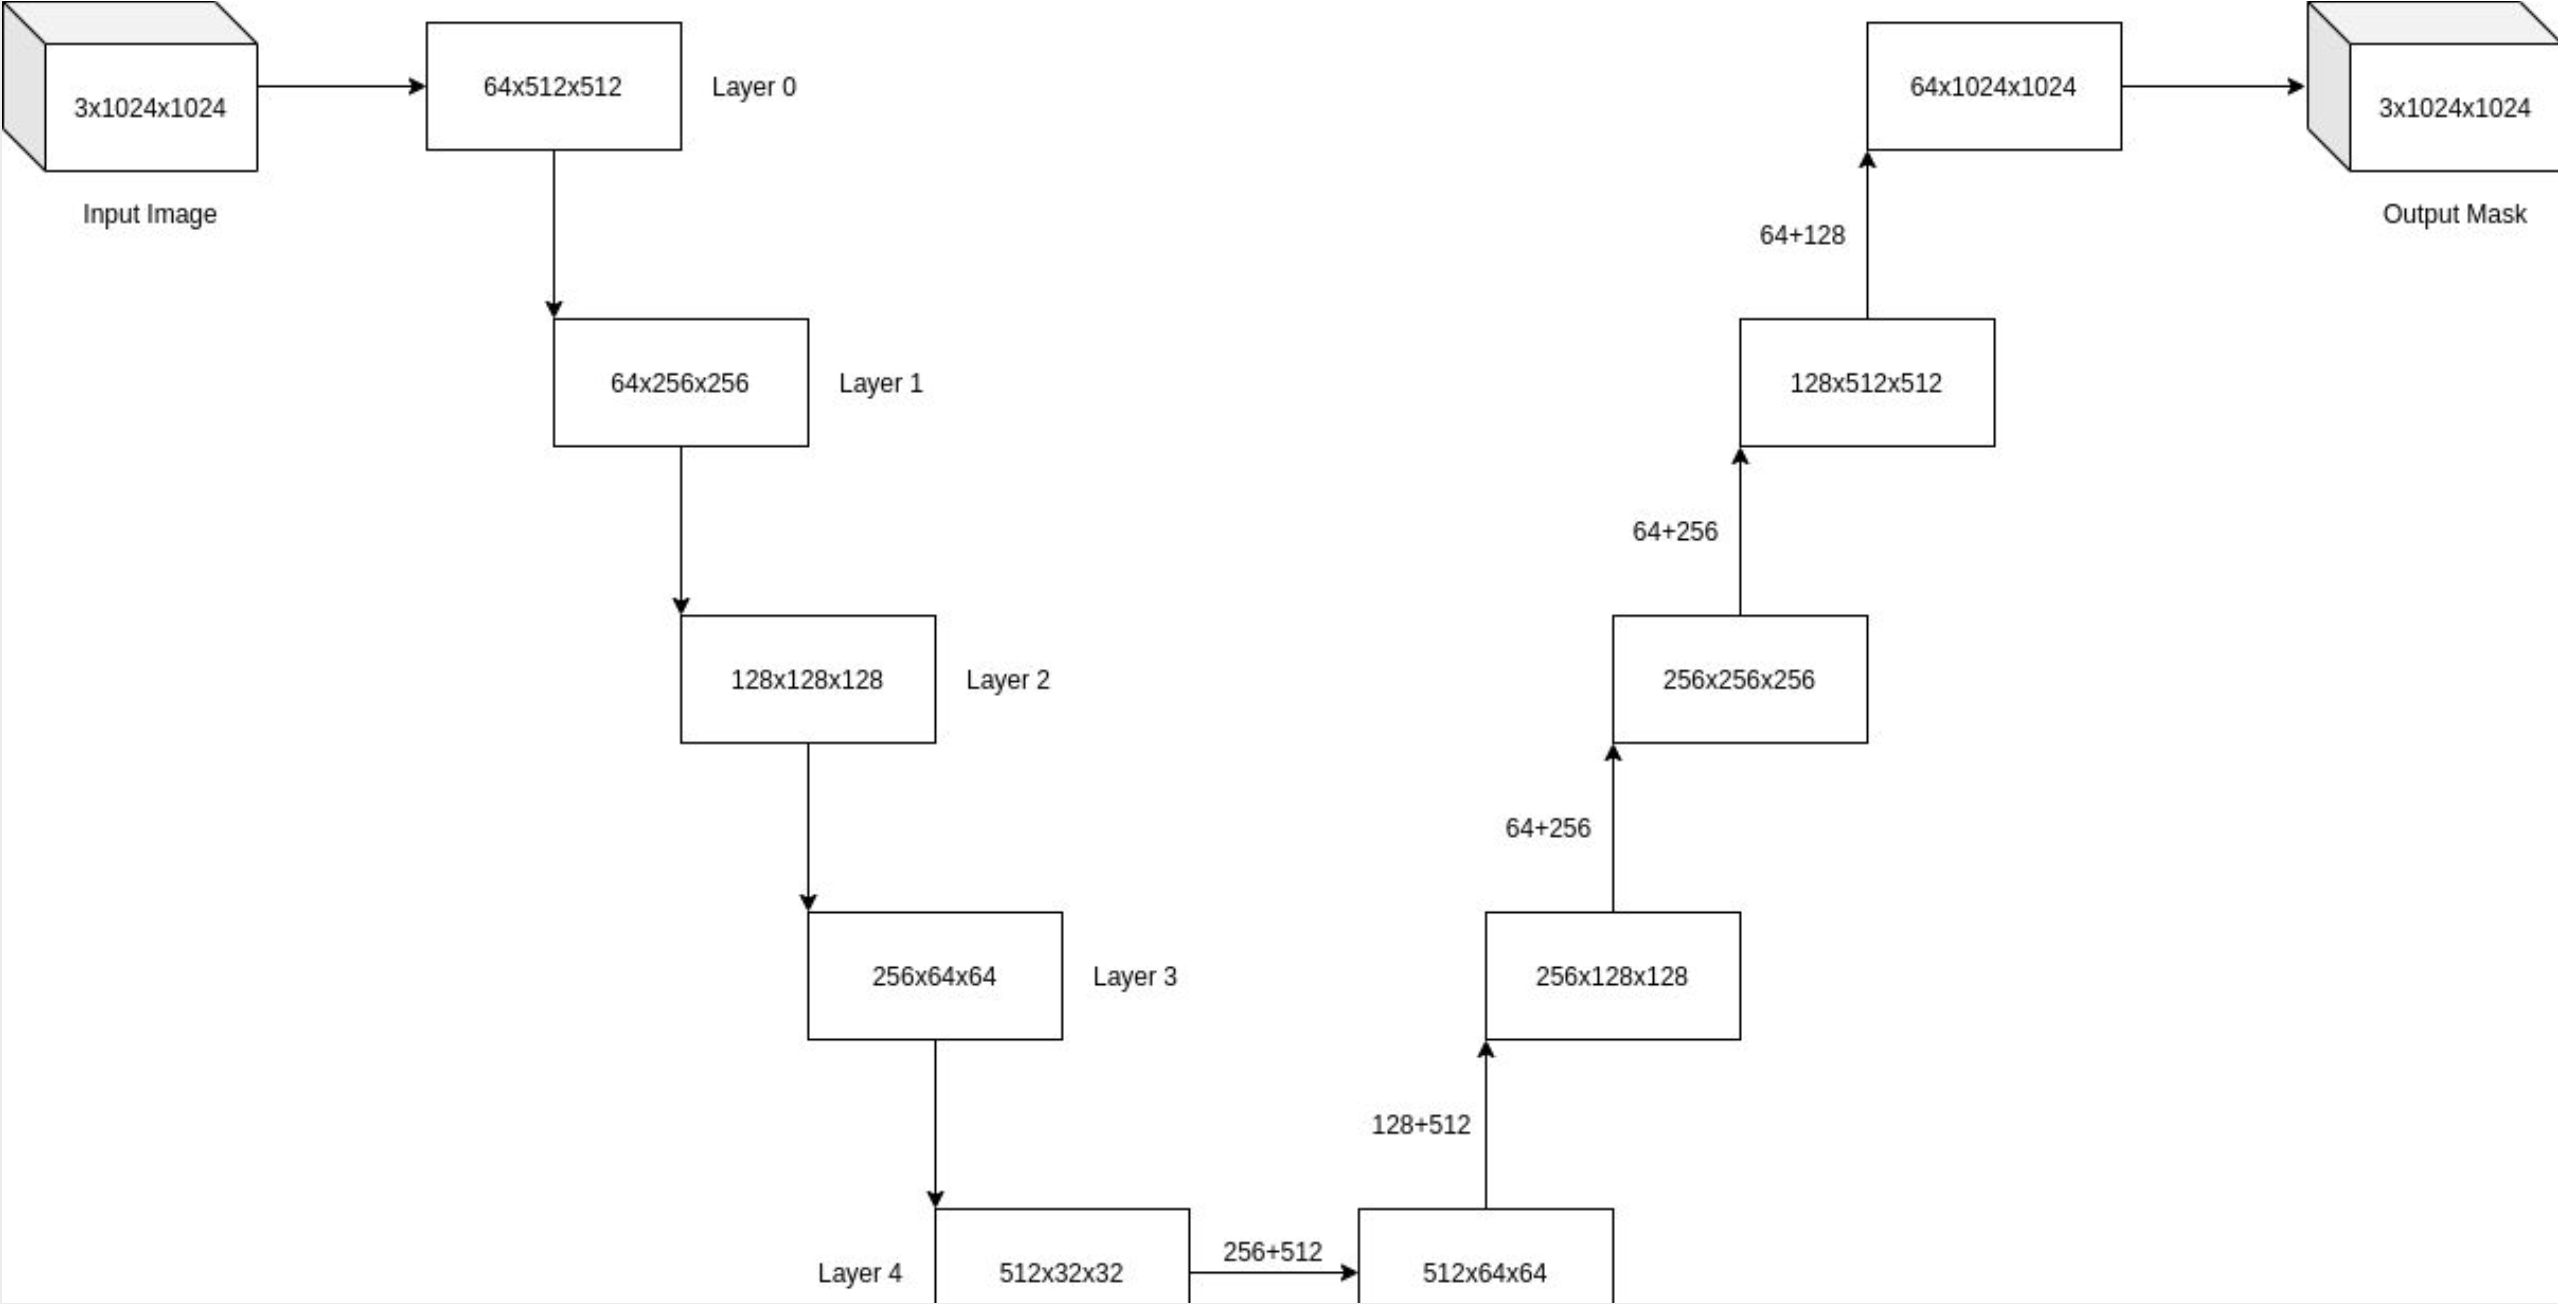 3x1024x1024
Input Image
64x512x512
Layer 0
64x256x256
Layer 1
128x128x128
Layer 2
256x64x64
Layer 3
Layer 4
512x32x32
256+512
512x64x64
128+512
256x128x128
64+256
256x256x256
64+256
128x512x512
64+128
64x1024x1024
3x1024x1024
Output Mask